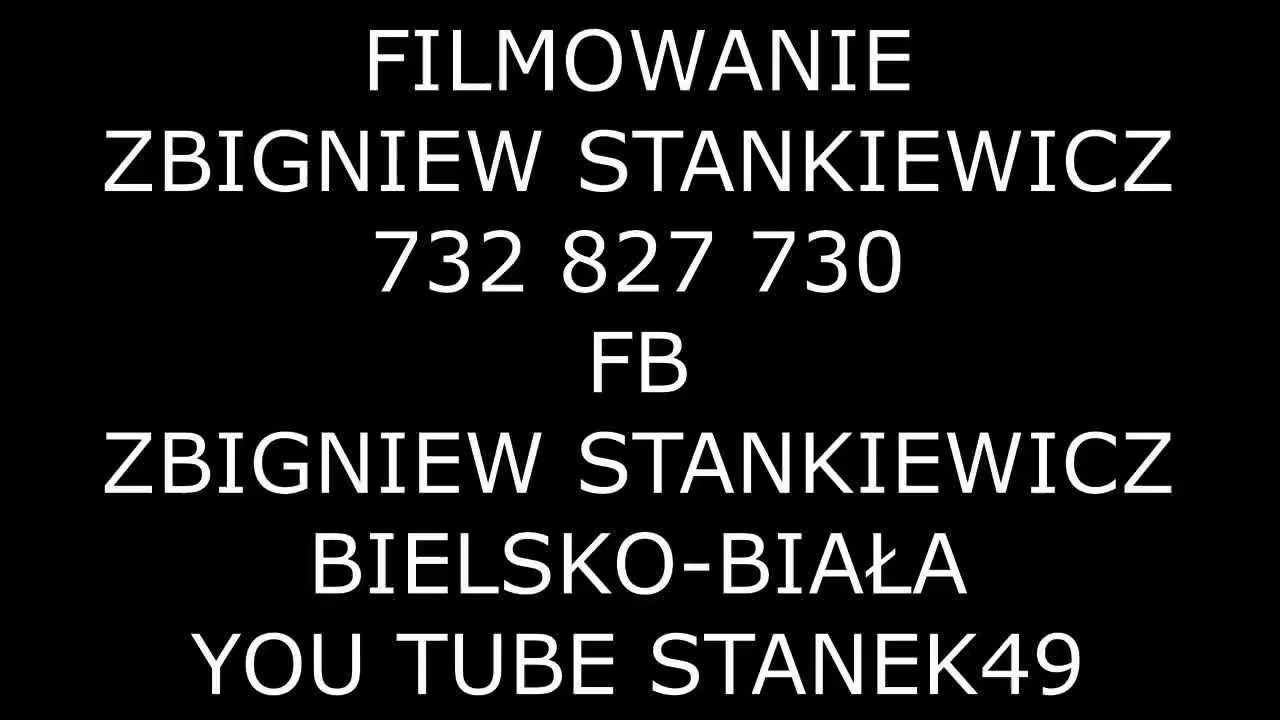 FILMOWANIE
ZBIGNIEW STANKIEWICZ
732 827 730
FB
ZBIGNIEW STANKIEWICZ
BIELSKO-BIAŁA
YOU TUBE STANEK49